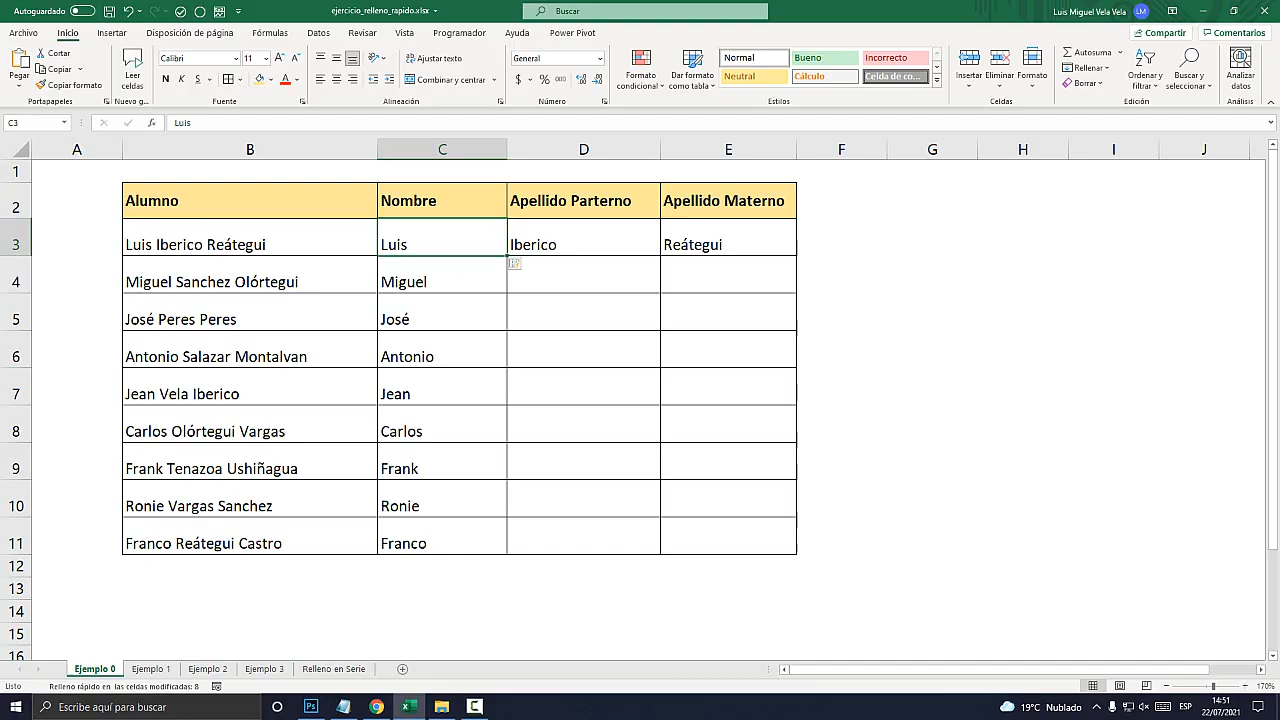 Autoguardado
ejercicio_relleno_rapido.xlsx
Buscar
Luis Miguel Vela Vela
LM
Archivo
Inicio
Insertar
Disposición de página
Fórmulas
Datos
Revisar
Vista
Programador
Ayuda
Power Pivot
Compartir
Comentarios
Pegar
Cortar
Copiar
Copiar formato
Portapapeles
Leer celdas
Nuevo g...
Calibri
11
N K S
Fuente
Ajustar texto
Combinar y centrar
Alineación
General
$ % 000
Número
Formato condicional
Dar formato como tabla
Normal
Bueno
Incorrecto
Neutral
Cálculo
Celda de co...
Estilos
Insertar
Eliminar
Formato
Celdas
Autosuma
Rellenar
Borrar
Ordenar y filtrar
Buscar y seleccionar
Edición
Analizar datos
Análisis
C3
fx
Luis
A B C D E F G H I J
1
2 Alumno Nombre Apellido Parterno Apellido Materno
3 Luis Iberico Reátegui Luis Iberico Reátegui
4 Miguel Sanchez Olórtegui Miguel
5 José Peres Peres José
6 Antonio Salazar Montalvan Antonio
7 Jean Vela Iberico Jean
8 Carlos Olórtegui Vargas Carlos
9 Frank Tenazoa Ushiñagua Frank
10 Ronie Vargas Sanchez Ronie
11 Franco Reátegui Castro Franco
12
13
14
15
16
Ejemplo 0
Ejemplo 1
Ejemplo 2
Ejemplo 3
Relleno en Serie
Listo
Relleno rápido en las celdas modificadas: 8
170%
Escribe aquí para buscar
Ps
19°C Nublado
ESP
14:51
22/07/2021